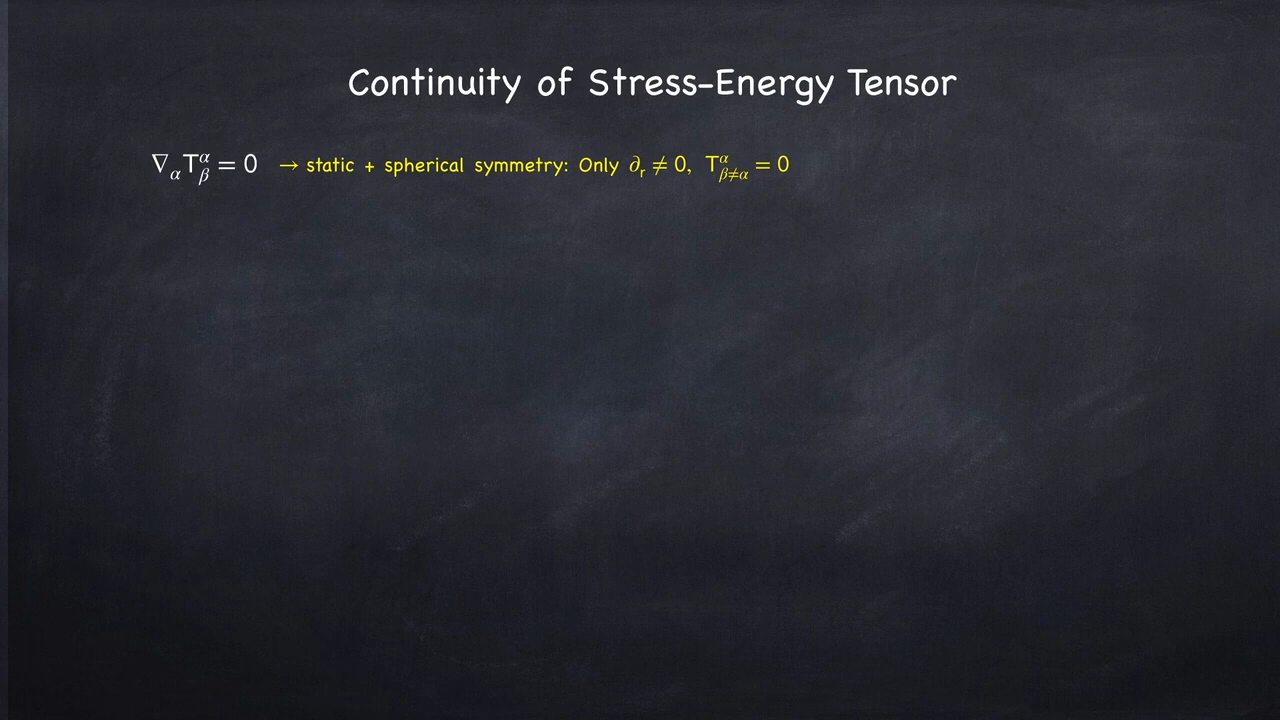 Continuity of Stress-Energy Tensor
∇_α T^α_β = 0 → static + spherical symmetry: Only ∂_r ≠ 0, T^α_{β≠α} = 0